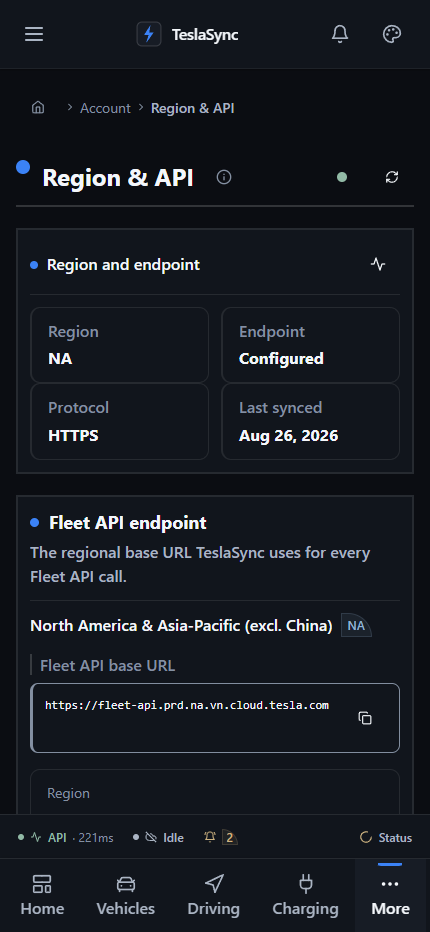 TeslaSync
Account
Region & API
Region & API
Region and endpoint
Region
NA
Endpoint
Configured
Protocol
HTTPS
Last synced
Aug 26, 2026
Fleet API endpoint
The regional base URL TeslaSync uses for every
Fleet API call.
North America & Asia-Pacific (excl. China) NA
Fleet API base URL
https://fleet-api.prd.na.vn.cloud.tesla.com
Region
API · 221ms
Idle
2
Status
Home
Vehicles
Driving
Charging
More